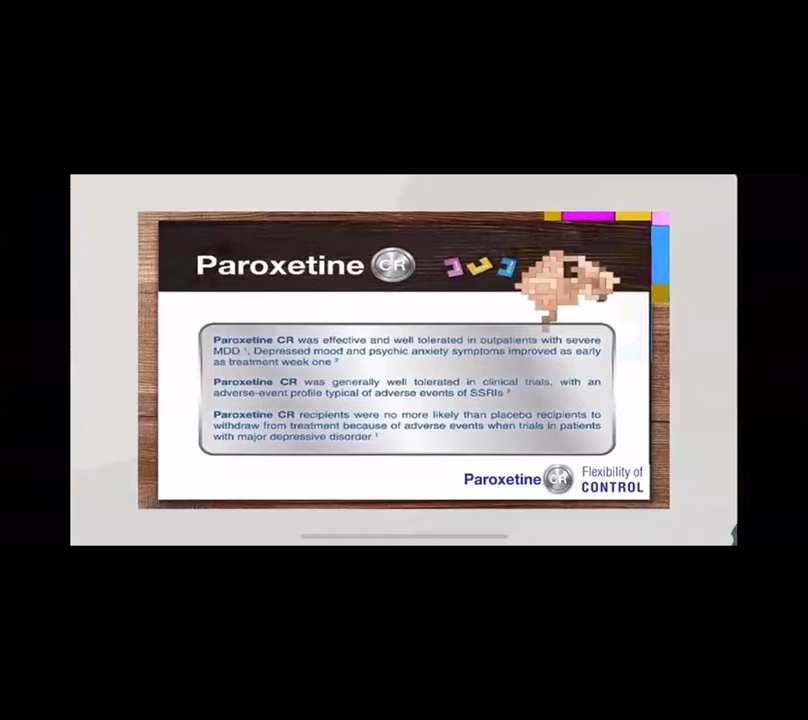 Paroxetine CR
Paroxetine CR was effective and well tolerated in outpatients with severe
MDD ¹, Depressed mood and psychic anxiety symptoms improved as early
as treatment week one ²
Paroxetine CR was generally well tolerated in clinical trials, with an
adverse-event profile typical of adverse events of SSRIs ³
Paroxetine CR recipients were no more likely than placebo recipients to
withdraw from treatment because of adverse events when trials in patients
with major depressive disorder ¹
Paroxetine CR Flexibility of
CONTROL